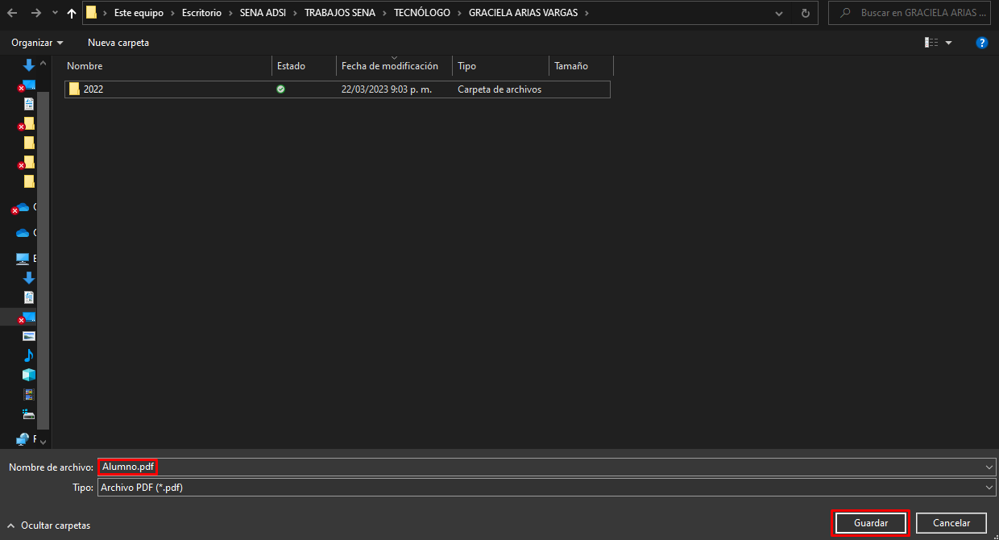 Este equipo > Escritorio > SENA ADSI > TRABAJOS SENA > TECNÓLOGO > GRACIELA ARIAS VARGAS >
Buscar en GRACIELA ARIAS ...
Organizar Nueva carpeta ?
Nombre Estado Fecha de modificación Tipo Tamaño
2022 22/03/2023 9:03 p. m. Carpeta de archivos
Nombre de archivo: Alumno.pdf
Tipo: Archivo PDF (*.pdf)
Ocultar carpetas Guardar Cancelar